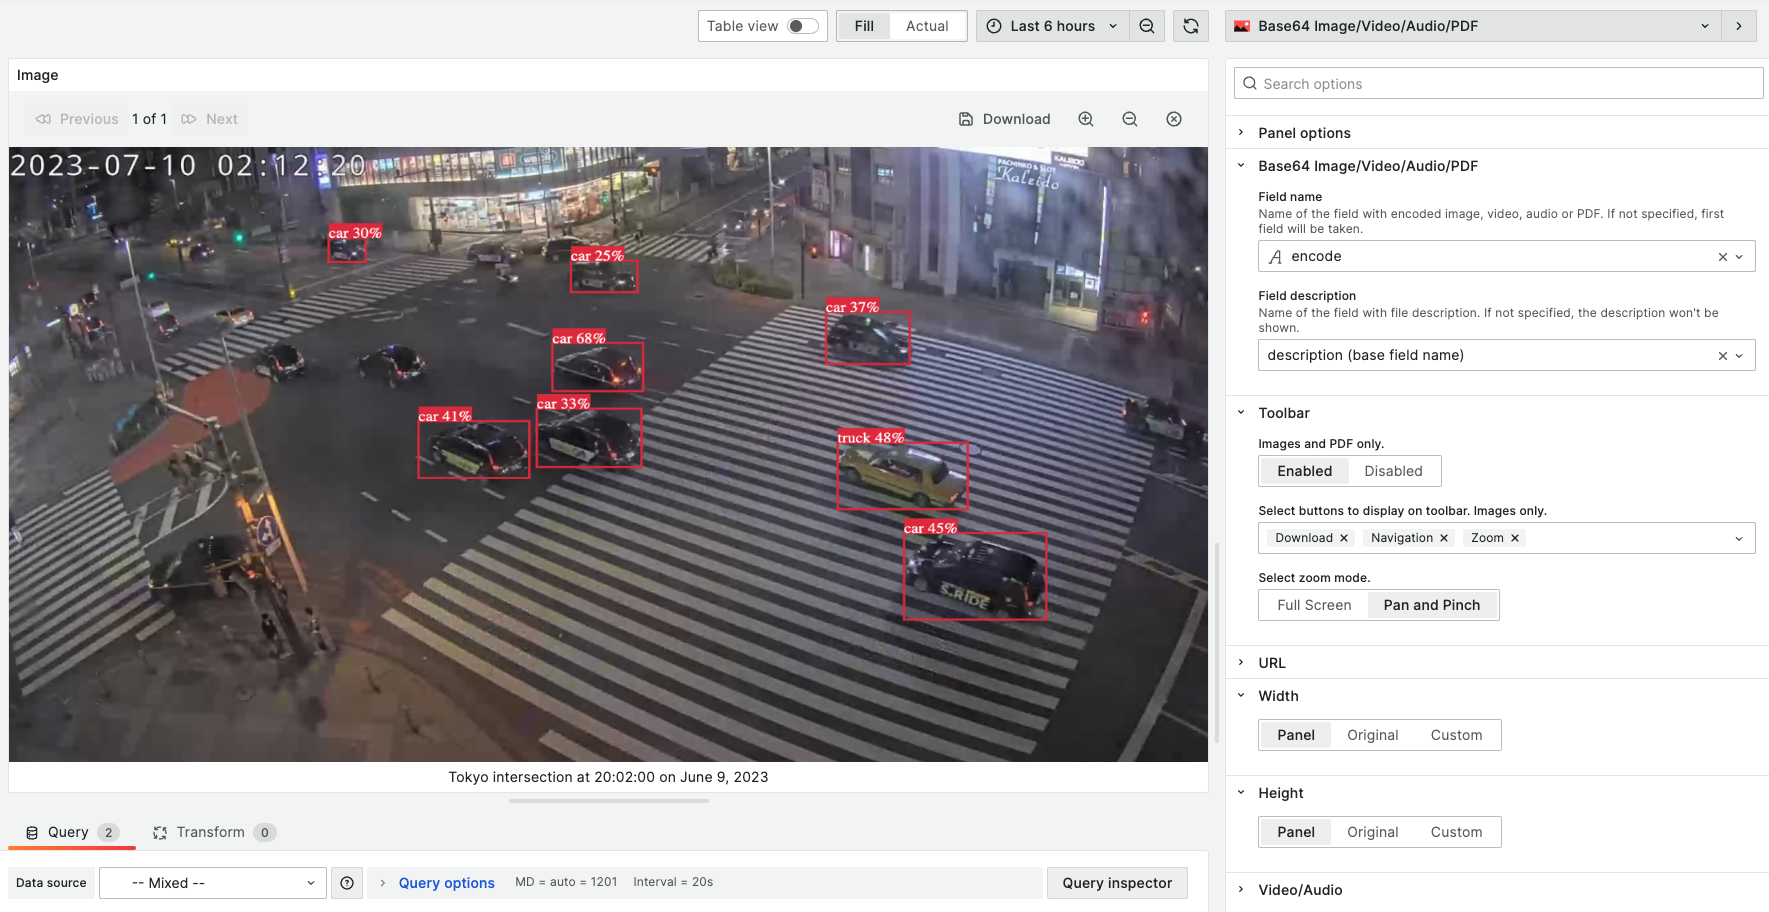 Table view
Fill
Actual
Last 6 hours
Base64 Image/Video/Audio/PDF
Image
Previous
1 of 1
Next
Download
2023-07-10 02:12:20
PACHINKO & SLOT
Kaleido
KALEIDO
car 30%
car 25%
car 37%
car 68%
car 41%
car 33%
truck 48%
car 45%
S.RIDE
Tokyo intersection at 20:02:00 on June 9, 2023
Query 2
Transform 0
Data source
-- Mixed --
Query options
MD = auto = 1201
Interval = 20s
Query inspector
Search options
Panel options
Base64 Image/Video/Audio/PDF
Field name
Name of the field with encoded image, video, audio or PDF. If not specified, first
field will be taken.
encode
Field description
Name of the field with file description. If not specified, the description won't be
shown.
description (base field name)
Toolbar
Images and PDF only.
Enabled
Disabled
Select buttons to display on toolbar. Images only.
Download
Navigation
Zoom
Select zoom mode.
Full Screen
Pan and Pinch
URL
Width
Panel
Original
Custom
Height
Panel
Original
Custom
Video/Audio